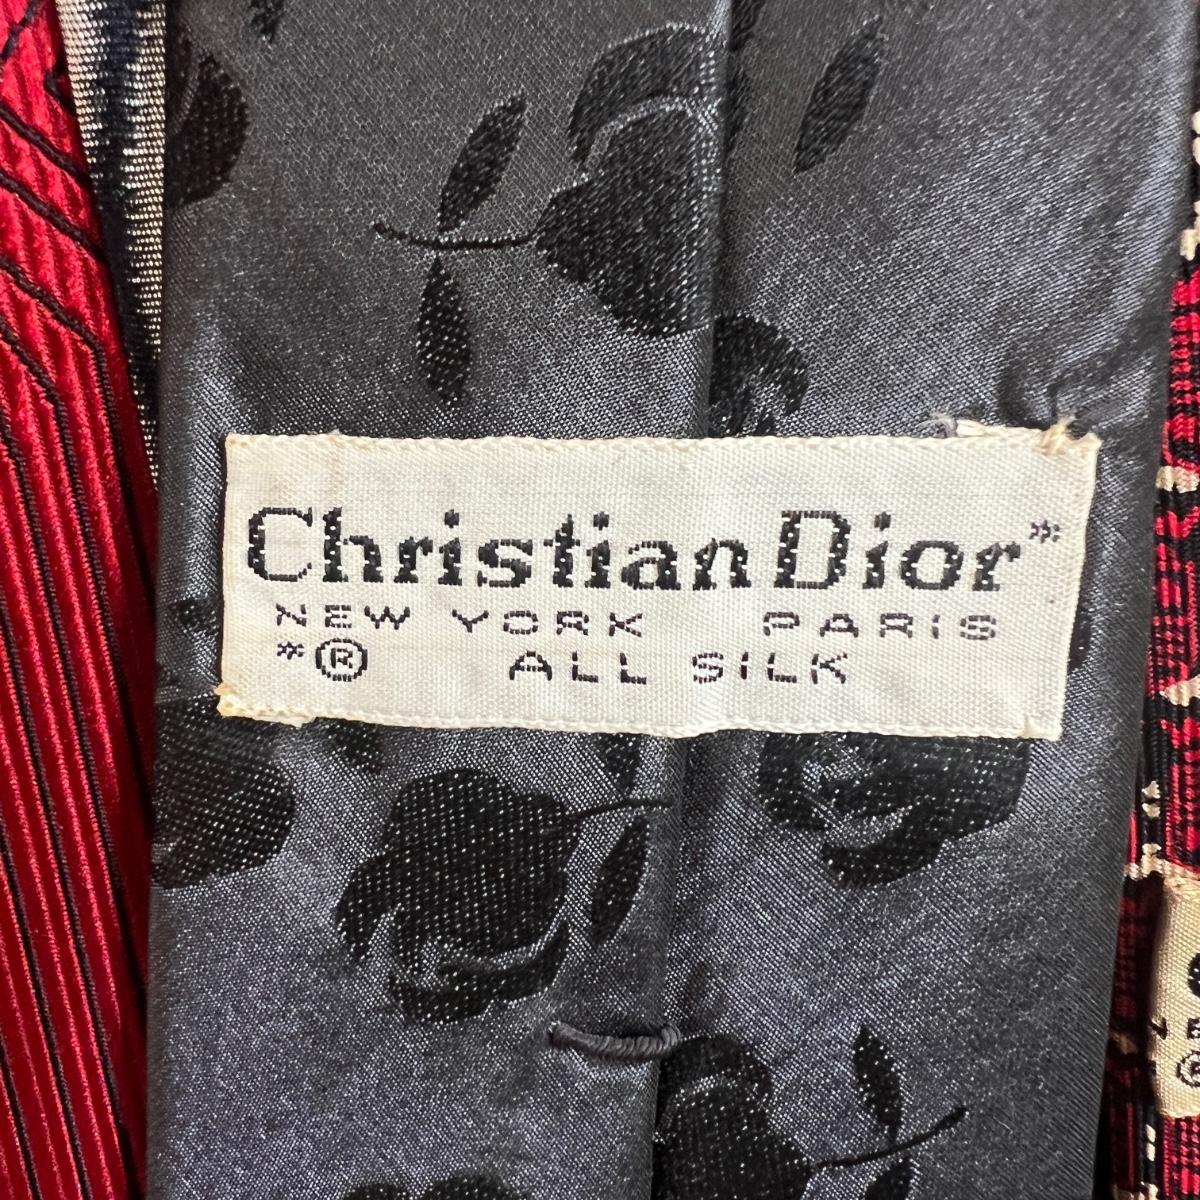 Christian Dior*
NEW YORK PARIS
*® ALL SILK
®